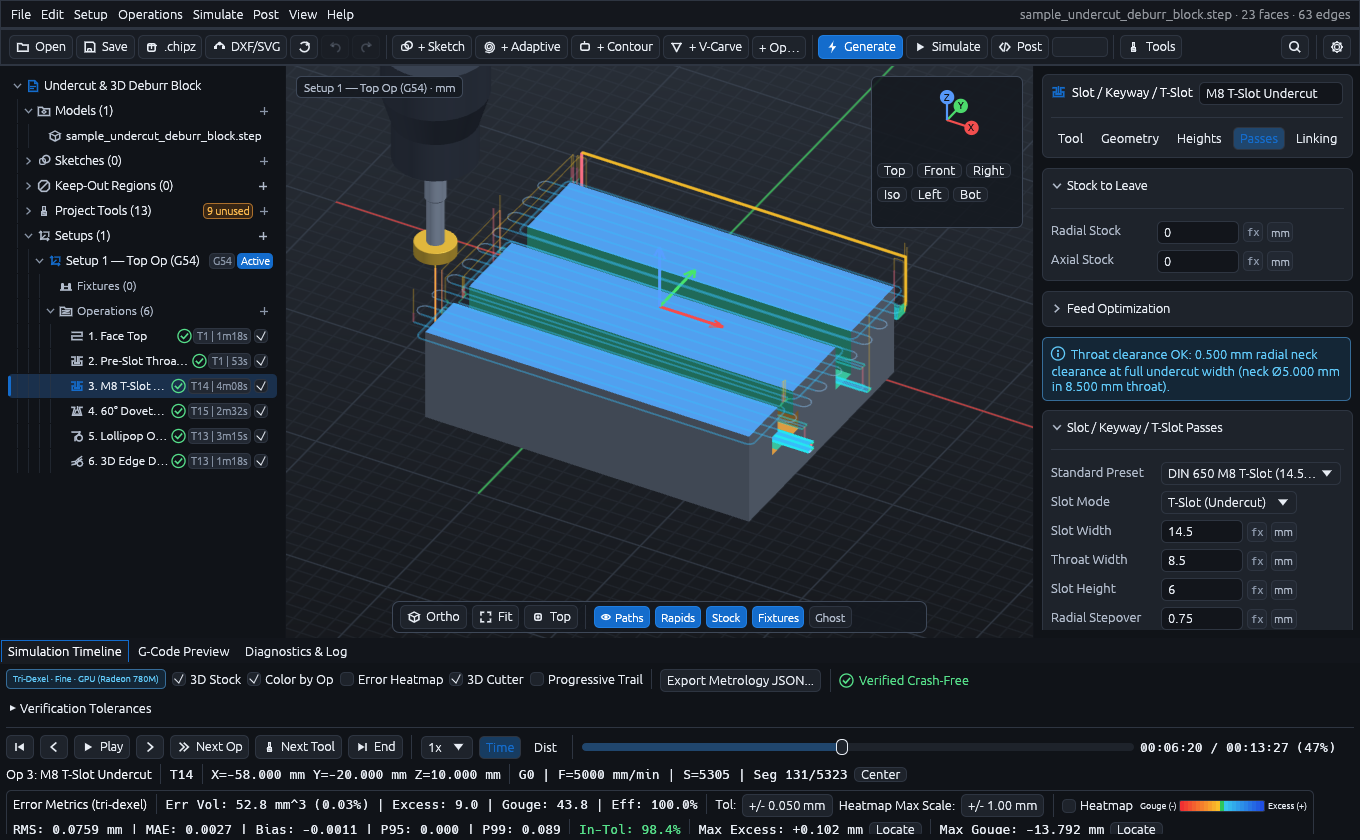 File Edit Setup Operations Simulate Post View Help
sample_undercut_deburr_block.step · 23 faces · 63 edges
Open Save .chipz DXF/SVG + Sketch + Adaptive + Contour + V-Carve + Op... Generate Simulate Post Tools
Undercut & 3D Deburr Block
Models (1) +
sample_undercut_deburr_block.step
Sketches (0) +
Keep-Out Regions (0) +
Project Tools (13) 9 unused +
Setups (1) +
Setup 1 — Top Op (G54) G54 Active
Fixtures (0)
Operations (6) +
1. Face Top T1 | 1m18s
2. Pre-Slot Throa... T1 | 53s
3. M8 T-Slot ... T14 | 4m08s
4. 60° Dovet... T15 | 2m32s
5. Lollipop O... T13 | 3m15s
6. 3D Edge D... T13 | 1m18s
Setup 1 — Top Op (G54) · mm
Z
Y
X
Top Front Right
Iso Left Bot
Ortho Fit Top Paths Rapids Stock Fixtures Ghost
Slot / Keyway / T-Slot M8 T-Slot Undercut
Tool Geometry Heights Passes Linking
Stock to Leave
Radial Stock 0 fx mm
Axial Stock 0 fx mm
Feed Optimization
Throat clearance OK: 0.500 mm radial neck
clearance at full undercut width (neck Ø5.000 mm
in 8.500 mm throat).
Slot / Keyway / T-Slot Passes
Standard Preset DIN 650 M8 T-Slot (14.5...
Slot Mode T-Slot (Undercut)
Slot Width 14.5 fx mm
Throat Width 8.5 fx mm
Slot Height 6 fx mm
Radial Stepover 0.75 fx mm
Simulation Timeline G-Code Preview Diagnostics & Log
Tri-Dexel · Fine · GPU (Radeon 780M) 3D Stock Color by Op Error Heatmap 3D Cutter Progressive Trail Export Metrology JSON... Verified Crash-Free
Verification Tolerances
Play Next Op Next Tool End 1x Time Dist 00:06:20 / 00:13:27 (47%)
Op 3: M8 T-Slot Undercut T14 X=-58.000 mm Y=-20.000 mm Z=10.000 mm G0 | F=5000 mm/min | S=5305 | Seg 131/5323 Center
Error Metrics (tri-dexel) Err Vol: 52.8 mm^3 (0.03%) | Excess: 9.0 | Gouge: 43.8 | Eff: 100.0% Tol: +/- 0.050 mm Heatmap Max Scale: +/- 1.00 mm Heatmap Gouge (-) Excess (+)
RMS: 0.0759 mm | MAE: 0.0027 | Bias: -0.0011 | P95: 0.000 | P99: 0.089 In-Tol: 98.4% Max Excess: +0.102 mm Locate Max Gouge: -13.792 mm Locate